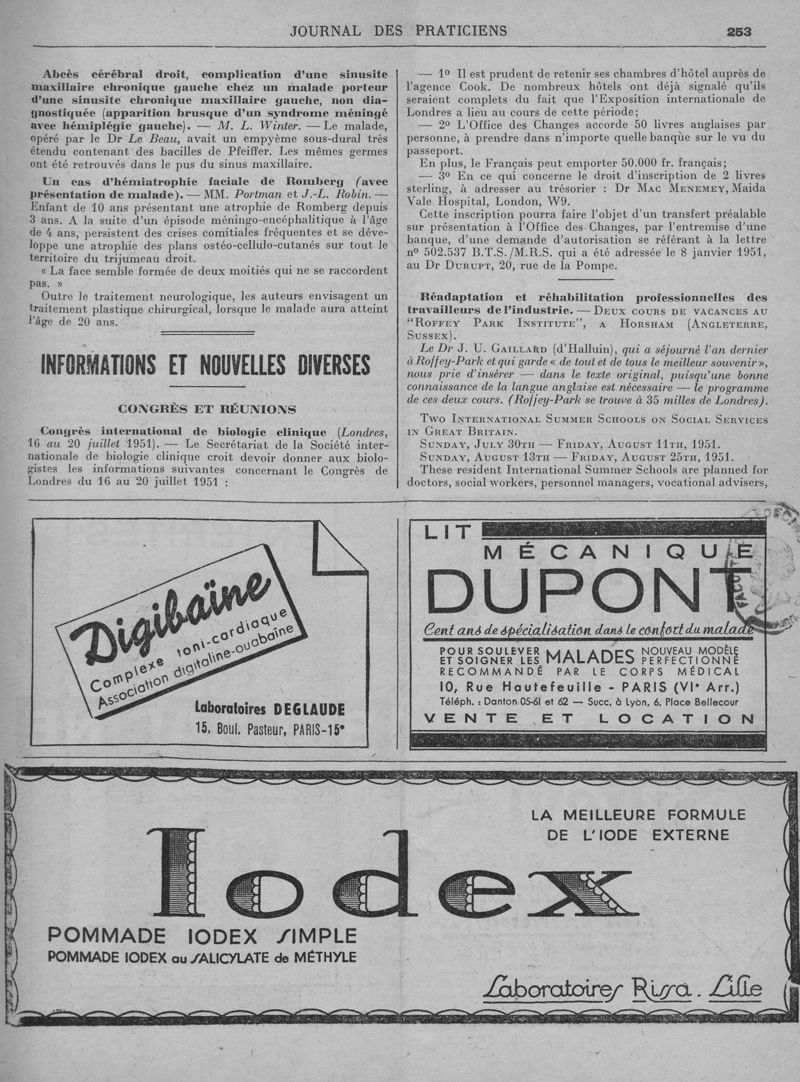 JOURNAL DES PRATICIENS
253
Abcès cérébral droit, complication d'une sinusite
maxillaire chronique gauche chez un malade porteur
d'une sinusite chronique maxillaire gauche, non dia-
gnostiquée (apparition brusque d'un syndrome méningé
avec hémiplégie gauche). — M. L. Winter. — Le malade,
opéré par le Dr Le Beau, avait un empyème sous-dural très
étendu contenant des bacilles de Pfeiffer. Les mêmes germes
ont été retrouvés dans le pus du sinus maxillaire.
Un cas d'hémiatrophie faciale de Romberg (avec
présentation de malade). — MM. Portman et J.-L. Robin. —
Enfant de 10 ans présentant une atrophie de Romberg depuis
3 ans. A la suite d'un épisode méningo-encéphalitique à l'âge
de 4 ans, persistent des crises comitiales fréquentes et se déve-
loppe une atrophie des plans ostéo-cellulo-cutanés sur tout le
territoire du trijumeau droit.
« La face semble formée de deux moitiés qui ne se raccordent
pas. »
Outre le traitement neurologique, les auteurs envisagent un
traitement plastique chirurgical, lorsque le malade aura atteint
l'âge de 20 ans.
INFORMATIONS ET NOUVELLES DIVERSES
CONGRÈS ET RÉUNIONS
Congrès international de biologie clinique (Londres,
16 au 20 juillet 1951). — Le Secrétariat de la Société inter-
nationale de biologie clinique croit devoir donner aux biolo-
gistes les informations suivantes concernant le Congrès de
Londres du 16 au 20 juillet 1951 :
— 1º Il est prudent de retenir ses chambres d'hôtel auprès de
l'agence Cook. De nombreux hôtels ont déjà signalé qu'ils
seraient complets du fait que l'Exposition internationale de
Londres a lieu au cours de cette période;
— 2º L'Office des Changes accorde 50 livres anglaises par
personne, à prendre dans n'importe quelle banque sur le vu du
passeport.
En plus, le Français peut emporter 50.000 fr. français;
— 3º En ce qui concerne le droit d'inscription de 2 livres
sterling, à adresser au trésorier : Dr MAC MENEMEY, Maida
Vale Hospital, London, W9.
Cette inscription pourra faire l'objet d'un transfert préalable
sur présentation à l'Office des Changes, par l'entremise d'une
banque, d'une demande d'autorisation se référant à la lettre
nº 502.537 B.T.S./M.R.S. qui a été adressée le 8 janvier 1951,
au Dr DURUPT, 20, rue de la Pompe.
Réadaptation et réhabilitation professionnelles des
travailleurs de l'industrie. — DEUX COURS DE VACANCES AU
"ROFFEY PARK INSTITUTE", A HORSHAM (ANGLETERRE,
SUSSEX).
Le Dr J. U. GAILLARD (d'Halluin), qui a séjourné l'an dernier
à Roffey-Park et qui garde « de tout et de tous le meilleur souvenir »,
nous prie d'insérer — dans le texte original, puisqu'une bonne
connaissance de la langue anglaise est nécessaire — le programme
de ces deux cours. (Roffey-Park se trouve à 35 milles de Londres).
TWO INTERNATIONAL SUMMER SCHOOLS ON SOCIAL SERVICES
IN GREAT BRITAIN.
SUNDAY, JULY 30TH — FRIDAY, AUGUST 11TH, 1951.
SUNDAY, AUGUST 13TH — FRIDAY, AUGUST 25TH, 1951.
These resident International Summer Schools are planned for
doctors, social workers, personnel managers, vocational advisers,
Digibaïne
Complexe toni-cardiaque
Association digitaline-ouabaïne
Laboratoires DEGLAUDE
15, Boul. Pasteur, PARIS-15e
LIT
MÉCANIQUE
DUPONT
Cent ans de spécialisation dans le confort du malade
POUR SOULEVER
ET SOIGNER LES
MALADES
NOUVEAU MODÈLE
PERFECTIONNÉ
RECOMMANDÉ PAR LE CORPS MÉDICAL
10, Rue Hautefeuille - PARIS (VIe Arr.)
Téléph. : Danton 05-61 et 62 — Succ. à Lyon, 6, Place Bellecour
VENTE ET LOCATION
LA MEILLEURE FORMULE
DE L'IODE EXTERNE
Iodex
POMMADE IODEX SIMPLE
POMMADE IODEX au SALICYLATE de MÉTHYLE
Laboratoires Rissa. Lille